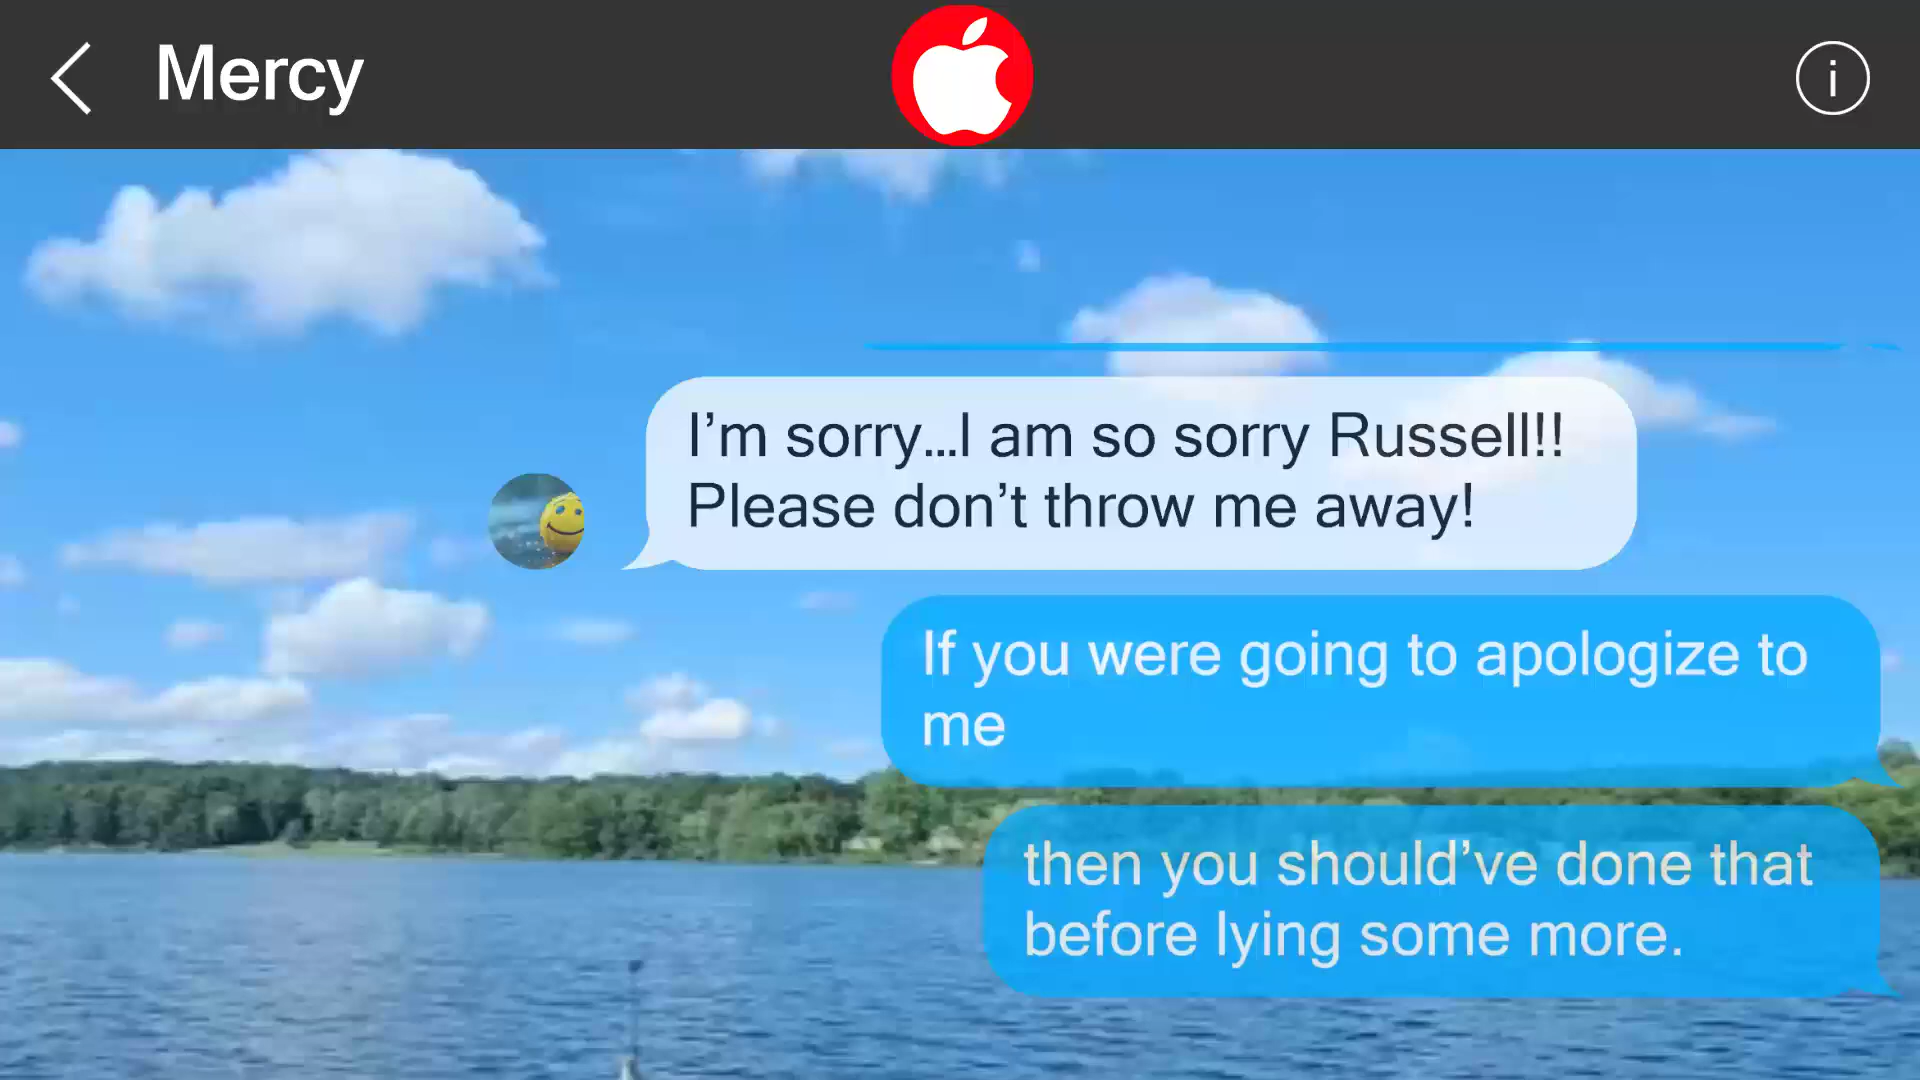 Mercy
i
I’m sorry...I am so sorry Russell!!
Please don’t throw me away!
If you were going to apologize to
me
then you should’ve done that
before lying some more.